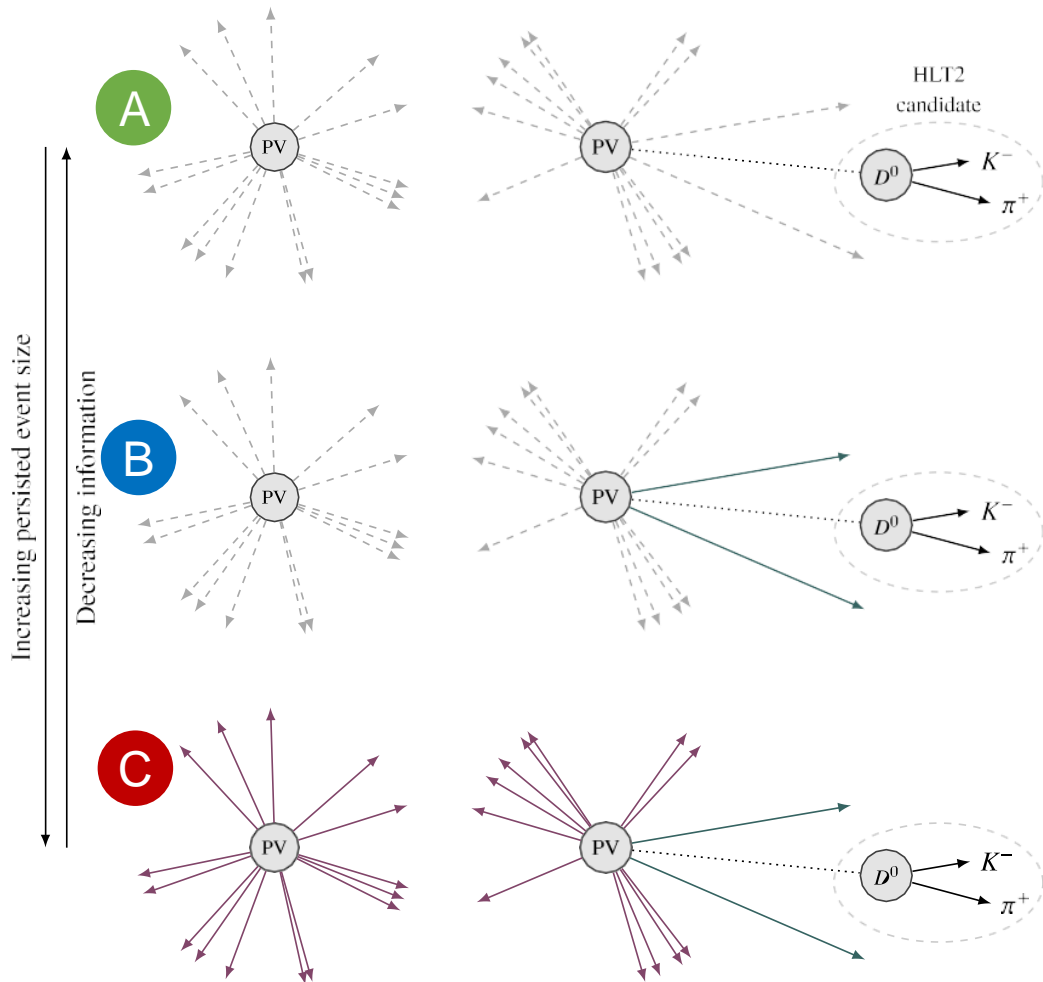 A
PV
PV
HLT2
candidate
D⁰
K⁻
π⁺
Increasing persisted event size
Decreasing information
B
PV
PV
D⁰
K⁻
π⁺
C
PV
PV
D⁰
K⁻
π⁺